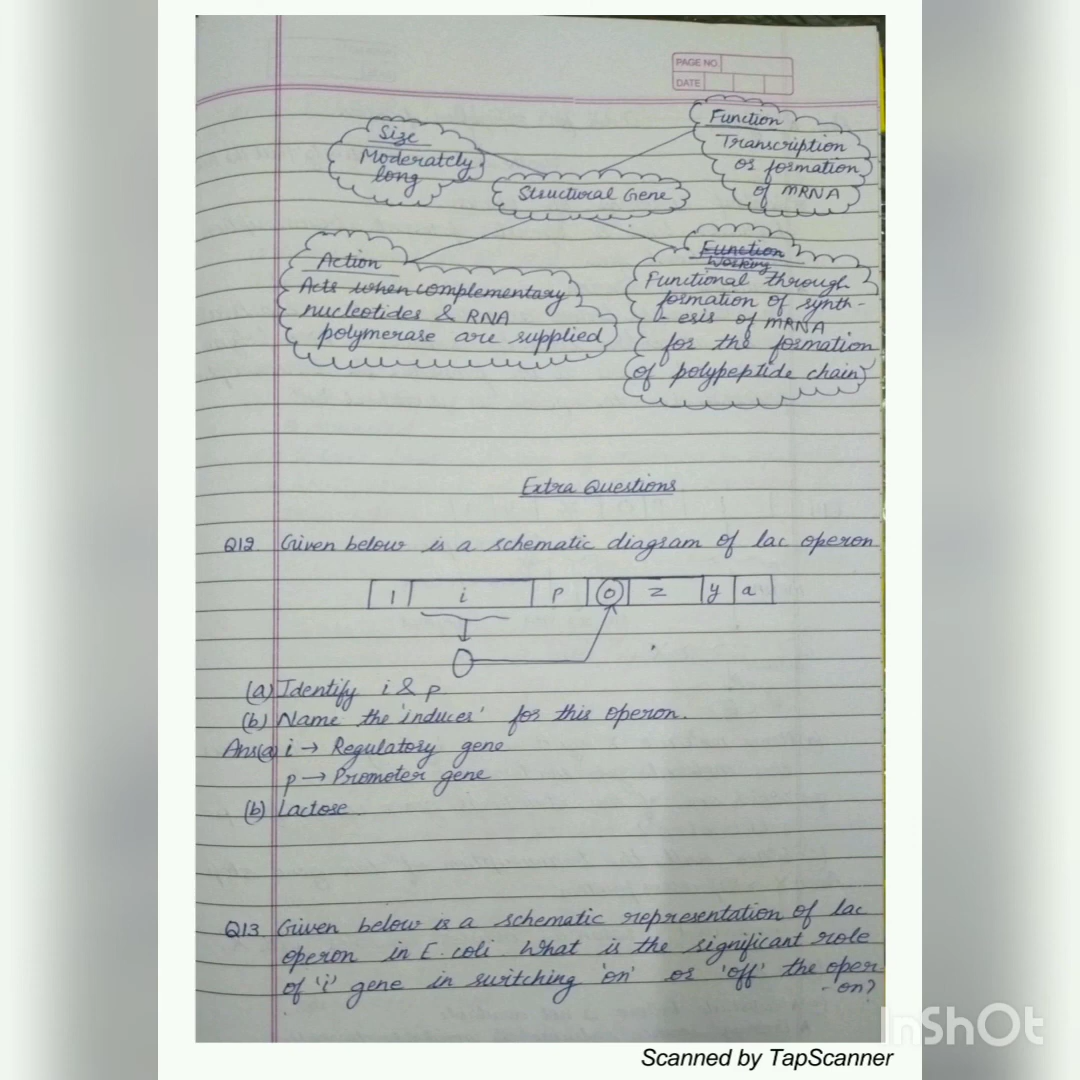 PAGE NO
DATE
Size
Moderately
long
Function
Transcription
or formation
of mRNA
Structural Gene
Action
Acts when complementary
nucleotides & RNA
polymerase are supplied
Function
Working
Functional through
formation of synth-
- esis of mRNA
for the formation
of polypeptide chain
Extra Questions
Q12. Given below is a schematic diagram of lac operon
i p o z y a
(a) Identify i & p
(b) Name the 'inducer' for this operon.
Ans(a) i → Regulatory gene
p → Promoter gene
(b) Lactose
Q13. Given below is a schematic representation of lac
operon in E. coli. What is the significant role
of 'i' gene in switching 'on' or 'off' the oper
- on?
InShOt
Scanned by TapScanner